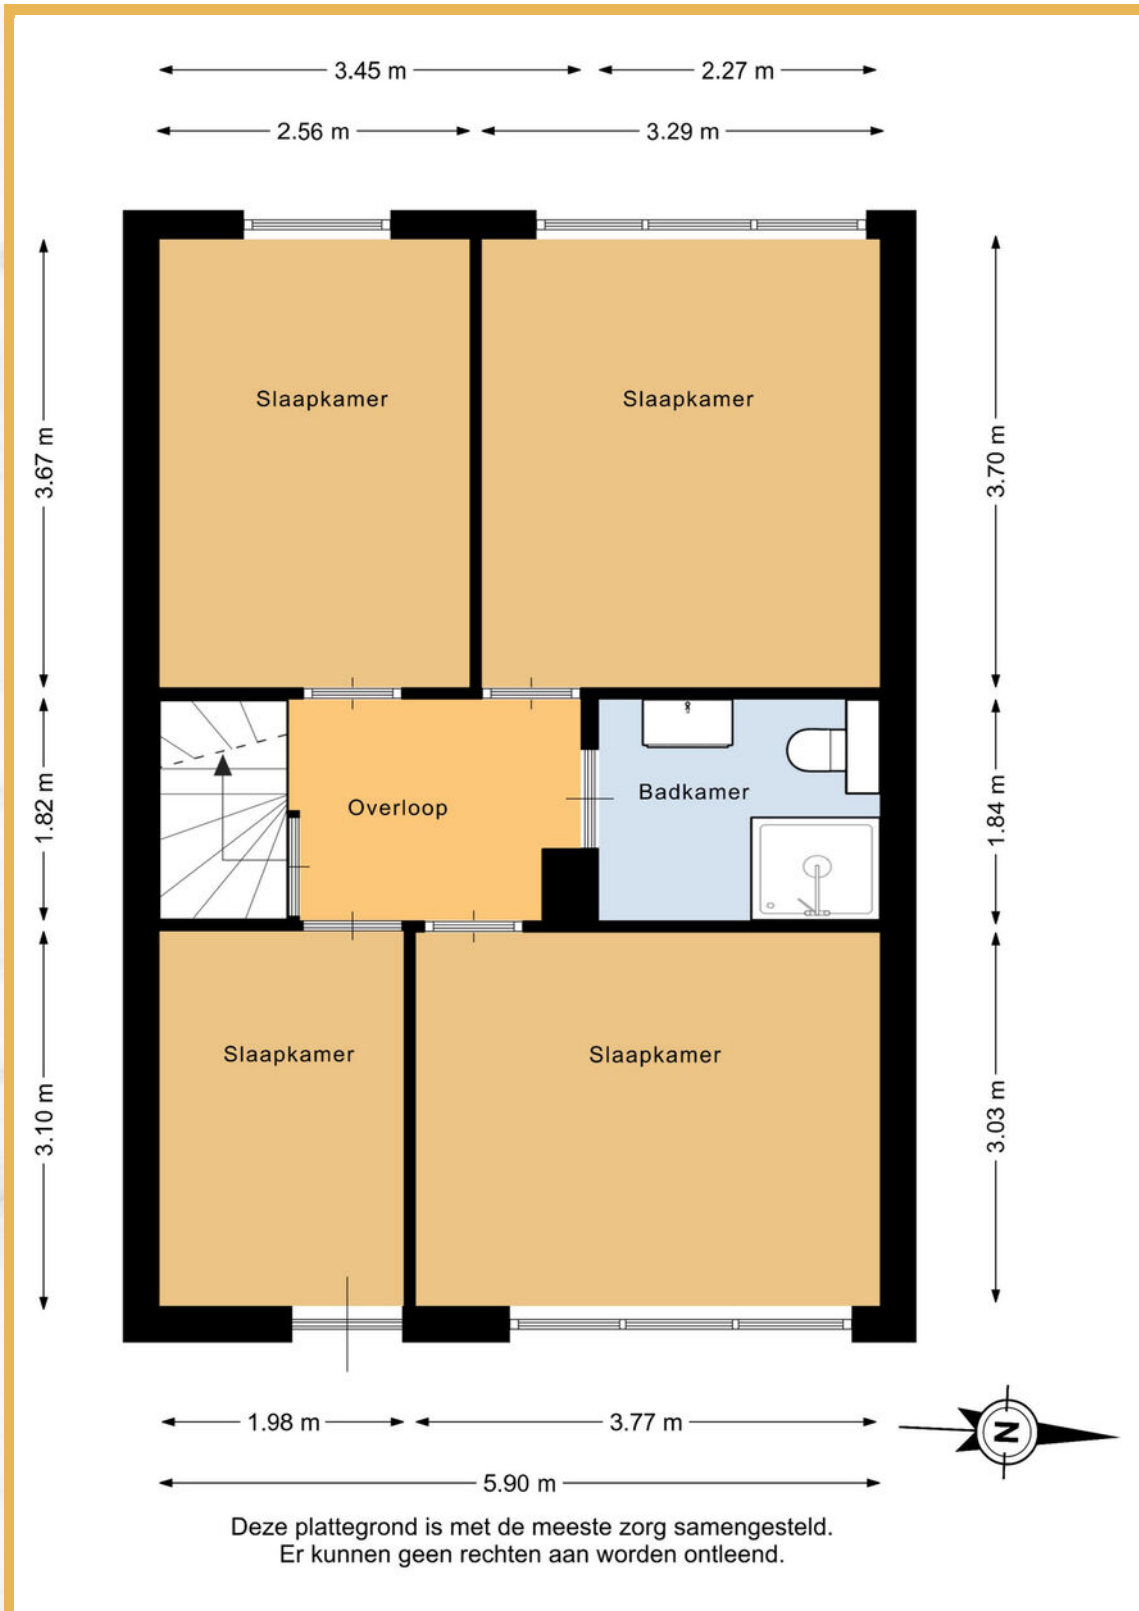 3.45 m
2.27 m
2.56 m
3.29 m
Slaapkamer
Slaapkamer
3.67 m
3.70 m
1.82 m
Overloop
Badkamer
1.84 m
Slaapkamer
Slaapkamer
3.10 m
3.03 m
1.98 m
3.77 m
N
5.90 m
Deze plattegrond is met de meeste zorg samengesteld.
Er kunnen geen rechten aan worden ontleend.